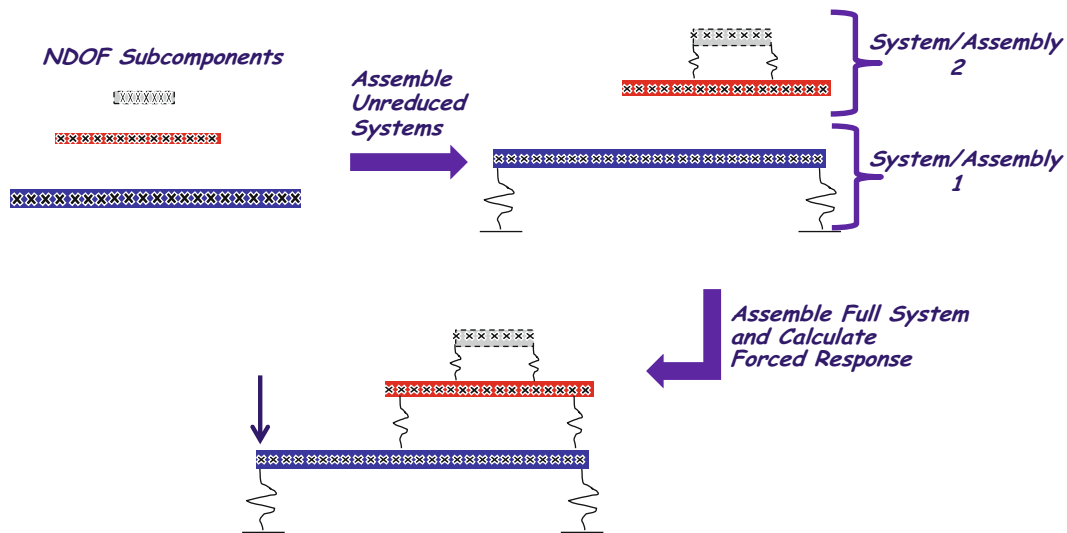 NDOF Subcomponents
Assemble
Unreduced
Systems
System/Assembly
2
System/Assembly
1
Assemble Full System
and Calculate
Forced Response